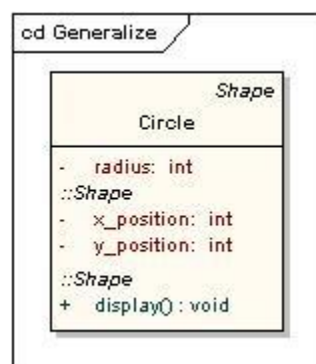 cd Generalize
Shape
Circle
- radius: int
::Shape
- x_position: int
- y_position: int
::Shape
+ display() : void